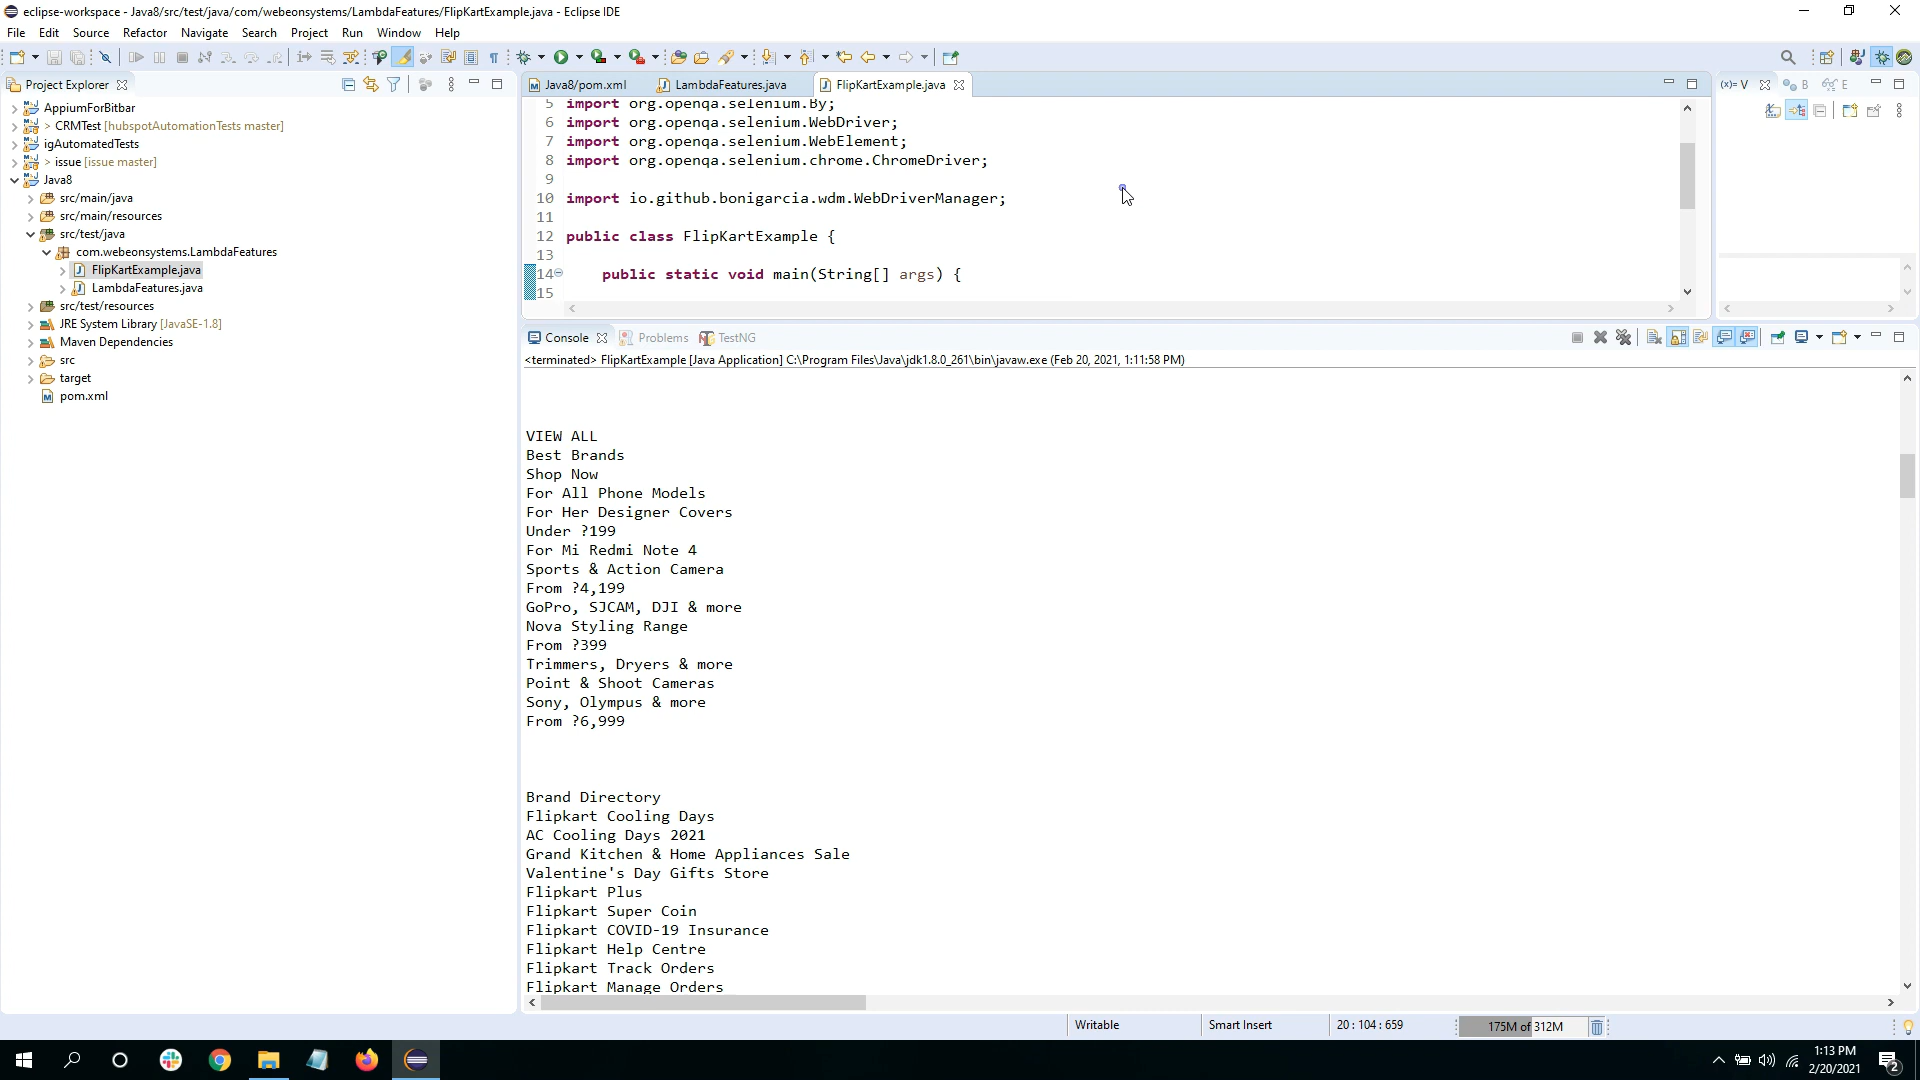 eclipse-workspace - Java8/src/test/java/com/webeonsystems/LambdaFeatures/FlipKartExample.java - Eclipse IDE
File Edit Source Refactor Navigate Search Project Run Window Help
Project Explorer
AppiumForBitbar
> CRMTest [hubspotAutomationTests master]
igAutomatedTests
> issue [issue master]
Java8
src/main/java
src/main/resources
src/test/java
com.webeonsystems.LambdaFeatures
FlipKartExample.java
LambdaFeatures.java
src/test/resources
JRE System Library [JavaSE-1.8]
Maven Dependencies
src
target
pom.xml
Java8/pom.xml LambdaFeatures.java FlipKartExample.java
5 import org.openqa.selenium.By;
6 import org.openqa.selenium.WebDriver;
7 import org.openqa.selenium.WebElement;
8 import org.openqa.selenium.chrome.ChromeDriver;
9
10 import io.github.bonigarcia.wdm.WebDriverManager;
11
12 public class FlipKartExample {
13
14 public static void main(String[] args) {
15
(x)= V B E
Console Problems TestNG
<terminated> FlipKartExample [Java Application] C:\Program Files\Java\jdk1.8.0_261\bin\javaw.exe (Feb 20, 2021, 1:11:58 PM)
VIEW ALL
Best Brands
Shop Now
For All Phone Models
For Her Designer Covers
Under ?199
For Mi Redmi Note 4
Sports & Action Camera
From ?4,199
GoPro, SJCAM, DJI & more
Nova Styling Range
From ?399
Trimmers, Dryers & more
Point & Shoot Cameras
Sony, Olympus & more
From ?6,999
Brand Directory
Flipkart Cooling Days
AC Cooling Days 2021
Grand Kitchen & Home Appliances Sale
Valentine's Day Gifts Store
Flipkart Plus
Flipkart Super Coin
Flipkart COVID-19 Insurance
Flipkart Help Centre
Flipkart Track Orders
Flipkart Manage Orders
Writable Smart Insert 20 : 104 : 659 175M of 312M
1:13 PM
2/20/2021
2